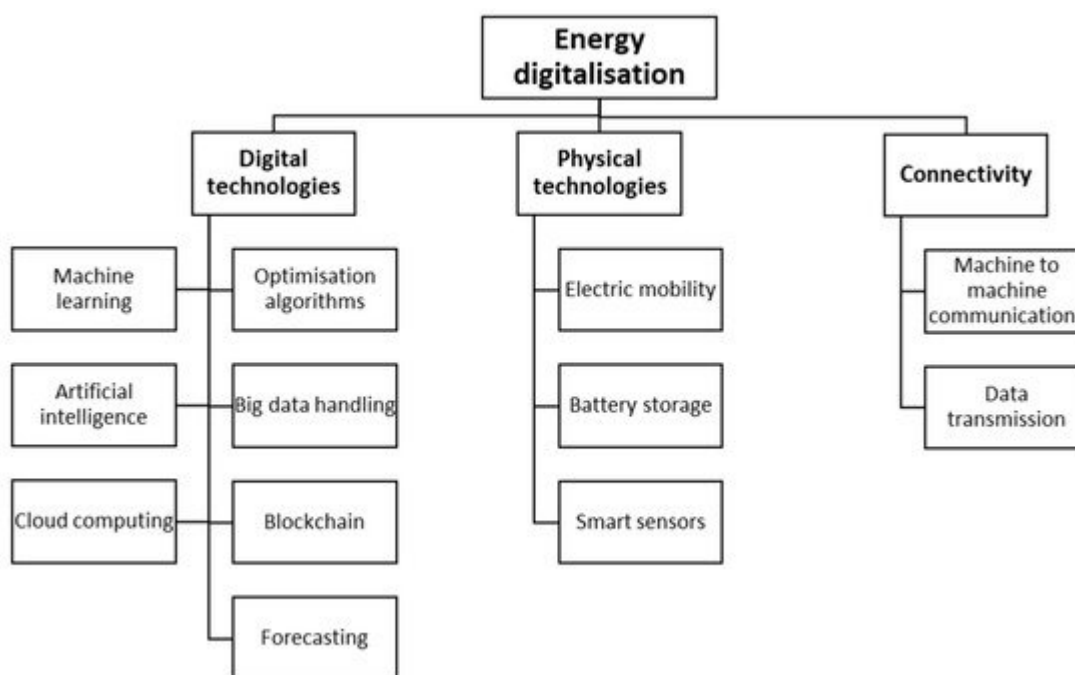 Energy
digitalisation
Digital
technologies
Physical
technologies
Connectivity
Machine
learning
Optimisation
algorithms
Electric mobility
Machine to
machine
communication
Artificial
intelligence
Big data handling
Battery storage
Data
transmission
Cloud computing
Blockchain
Smart sensors
Forecasting